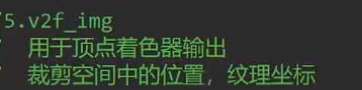 /5.v2f_img
/ 用于顶点着色器输出
/ 裁剪空间中的位置，纹理坐标